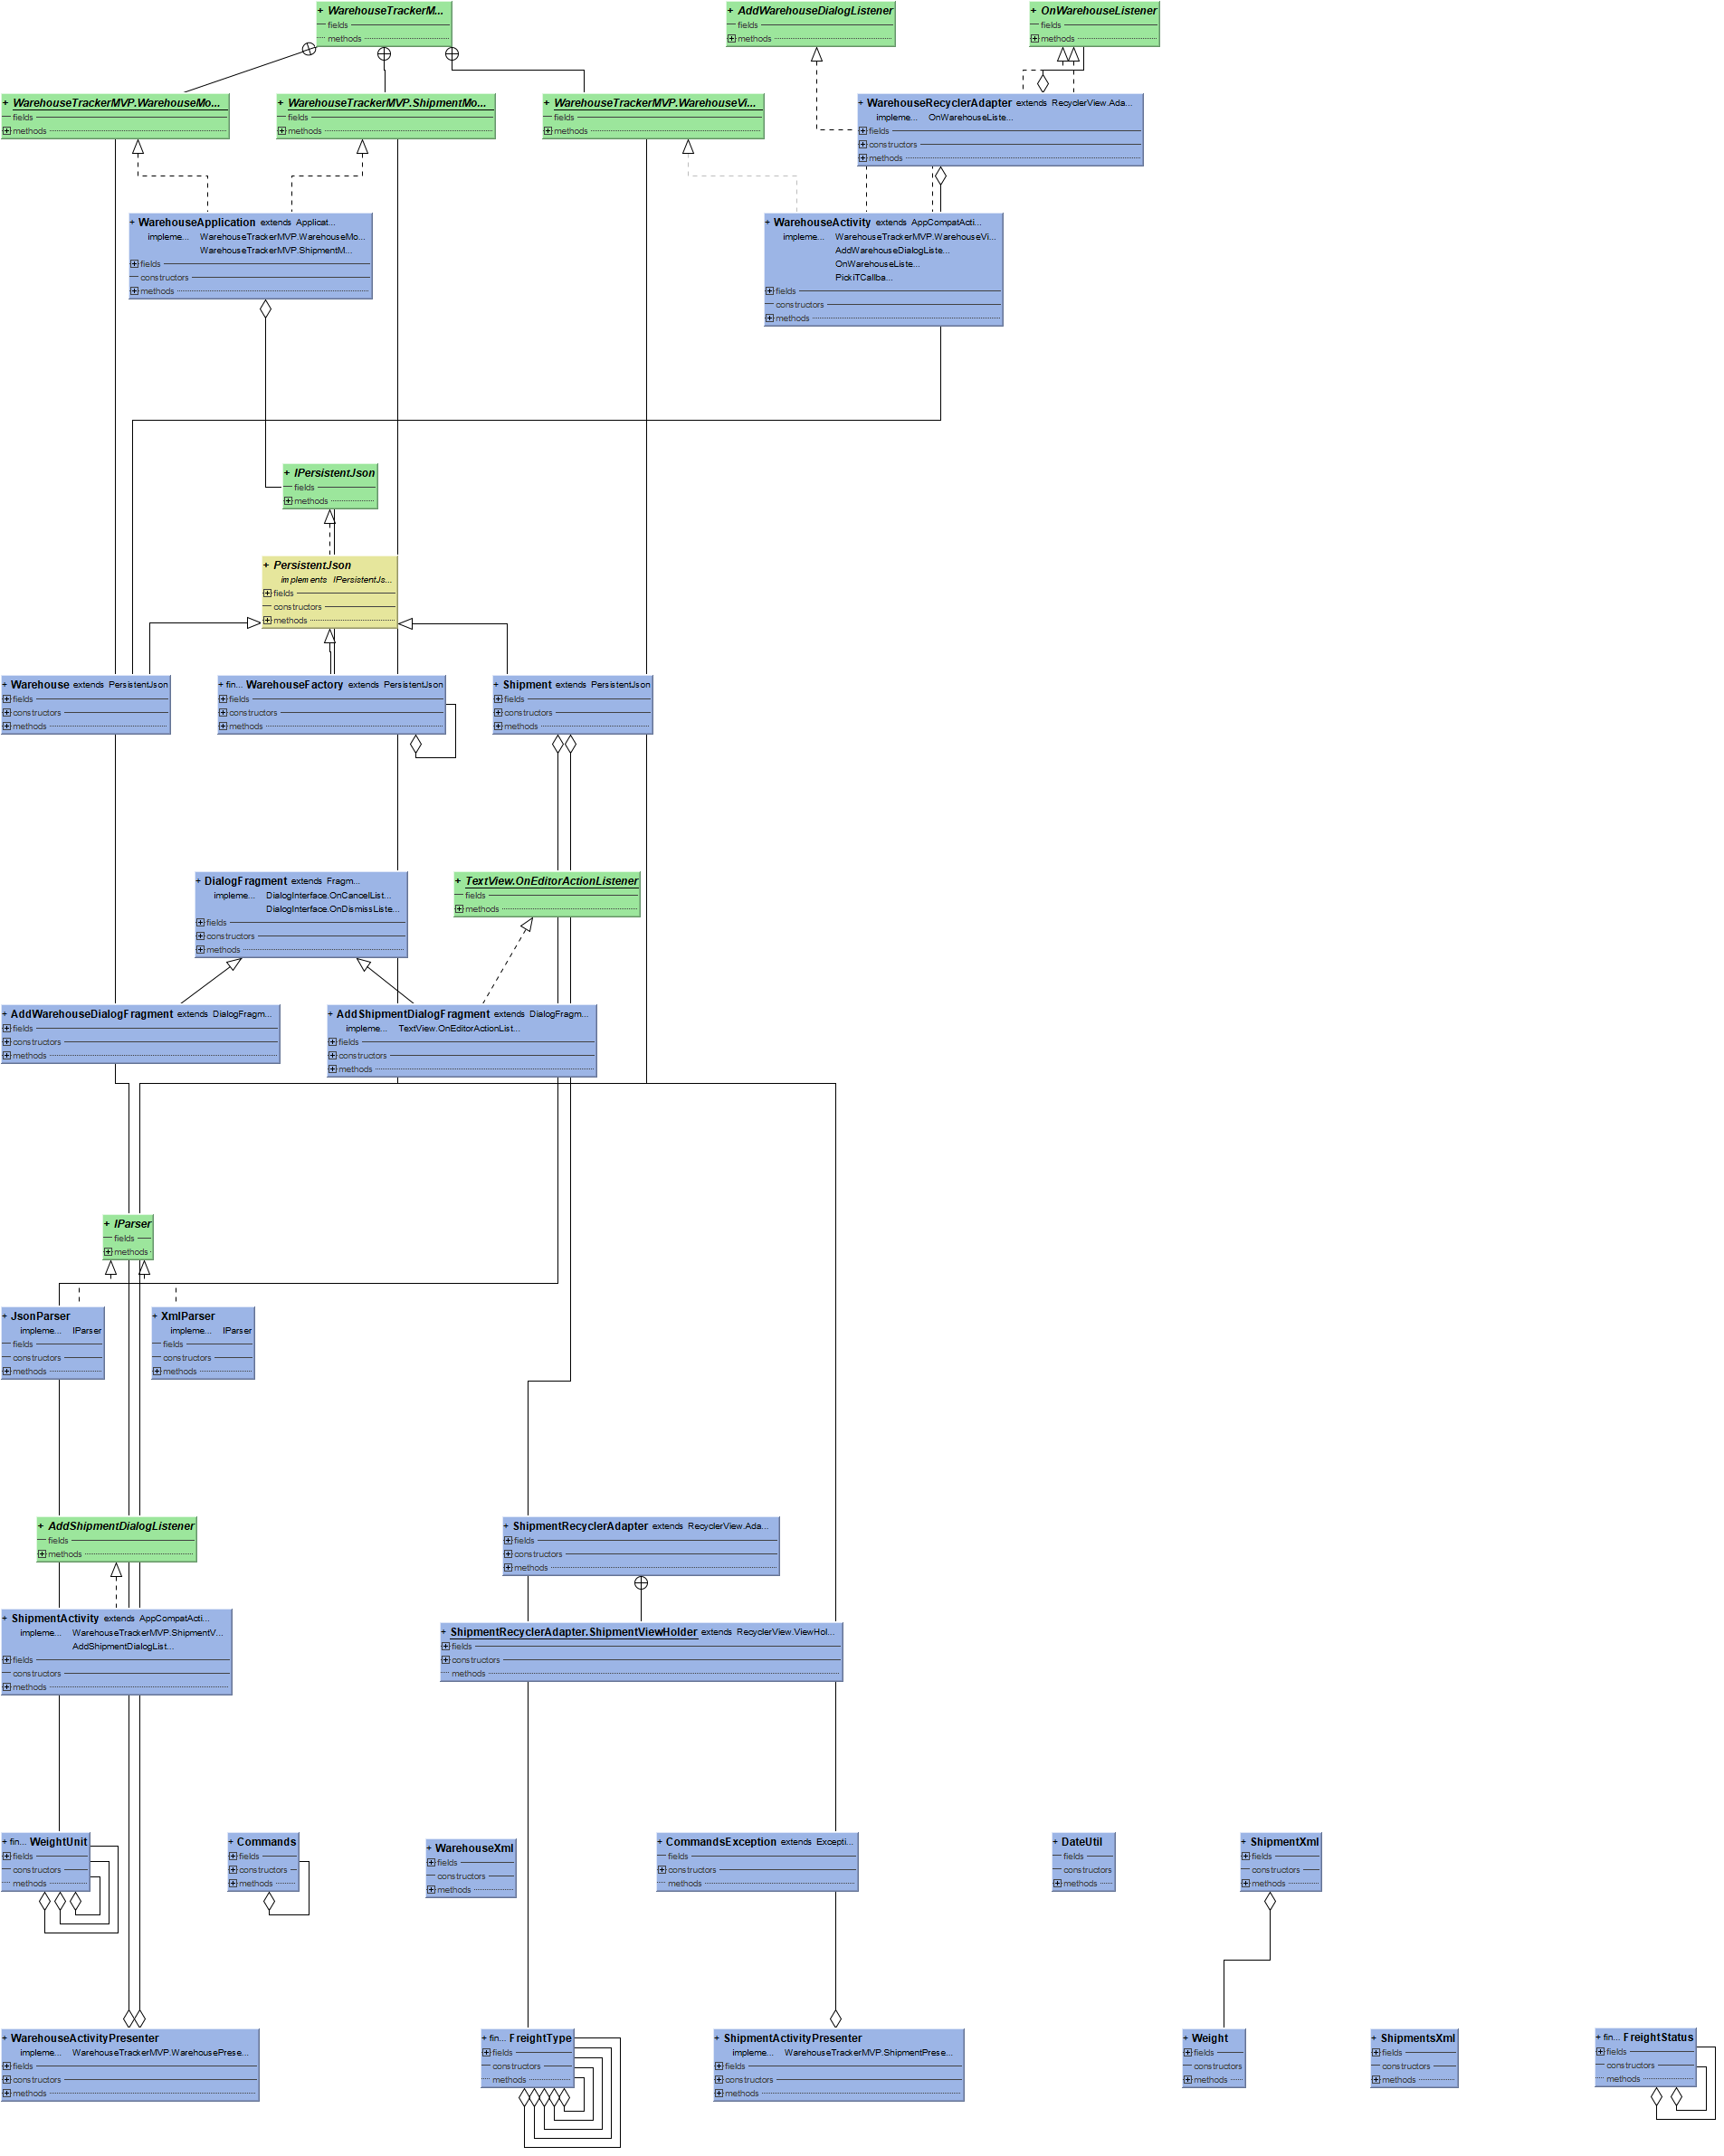 + WarehouseTrackerM...
fields
methods
+ AddWarehouseDialogListener
fields
methods
+ OnWarehouseListener
fields
methods
+ WarehouseTrackerMVP.WarehouseMo...
fields
methods
+ WarehouseTrackerMVP.ShipmentMo...
fields
methods
+ WarehouseTrackerMVP.WarehouseVi...
fields
methods
+ WarehouseRecyclerAdapter extends RecyclerView.Ada...
impleme... OnWarehouseListe...
fields
constructors
methods
+ WarehouseApplication extends Applicat...
impleme... WarehouseTrackerMVP.WarehouseMo...
WarehouseTrackerMVP.ShipmentM...
fields
constructors
methods
+ WarehouseActivity extends AppCompatActi...
impleme... WarehouseTrackerMVP.WarehouseVi...
AddWarehouseDialogListe...
OnWarehouseListe...
PickiTCallba...
fields
constructors
methods
+ IPersistentJson
fields
methods
+ PersistentJson
implements IPersistentJs...
fields
constructors
methods
+ Warehouse extends PersistentJson
fields
constructors
methods
+ fin... WarehouseFactory extends PersistentJson
fields
constructors
methods
+ Shipment extends PersistentJson
fields
constructors
methods
+ DialogFragment extends Fragm...
impleme... DialogInterface.OnCancelList...
DialogInterface.OnDismissListe...
fields
constructors
methods
+ TextView.OnEditorActionListener
fields
methods
+ AddWarehouseDialogFragment extends DialogFragm...
fields
constructors
methods
+ AddShipmentDialogFragment extends DialogFragm...
impleme... TextView.OnEditorActionList...
fields
constructors
methods
+ IParser
fields
methods
+ JsonParser
impleme... IParser
fields
constructors
methods
+ XmlParser
impleme... IParser
fields
constructors
methods
+ AddShipmentDialogListener
fields
methods
+ ShipmentRecyclerAdapter extends RecyclerView.Ada...
fields
constructors
methods
+ ShipmentActivity extends AppCompatActi...
impleme... WarehouseTrackerMVP.ShipmentV...
AddShipmentDialogList...
fields
constructors
methods
+ ShipmentRecyclerAdapter.ShipmentViewHolder extends RecyclerView.ViewHol...
fields
constructors
methods
+ fin... WeightUnit
fields
constructors
methods
+ Commands
fields
constructors
methods
+ WarehouseXml
fields
constructors
methods
+ CommandsException extends Excepti...
fields
constructors
methods
+ DateUtil
fields
constructors
methods
+ ShipmentXml
fields
constructors
methods
+ WarehouseActivityPresenter
impleme... WarehouseTrackerMVP.WarehousePrese...
fields
constructors
methods
+ fin... FreightType
fields
constructors
methods
+ ShipmentActivityPresenter
impleme... WarehouseTrackerMVP.ShipmentPrese...
fields
constructors
methods
+ Weight
fields
constructors
methods
+ ShipmentsXml
fields
constructors
methods
+ fin... FreightStatus
fields
constructors
methods